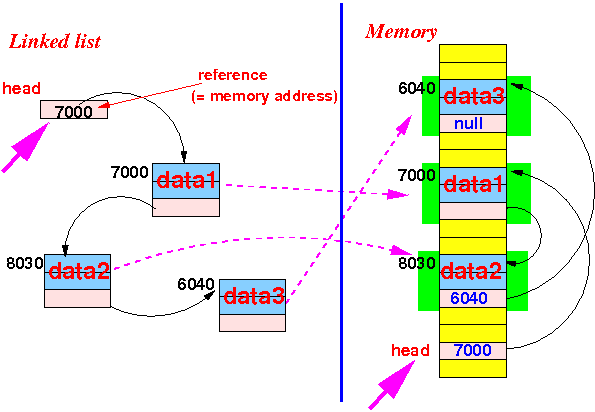 Linked list
head
7000
reference
(= memory address)
7000
data1
8030
data2
6040
data3
Memory
6040
data3
null
7000
data1
8030
data2
6040
head
7000